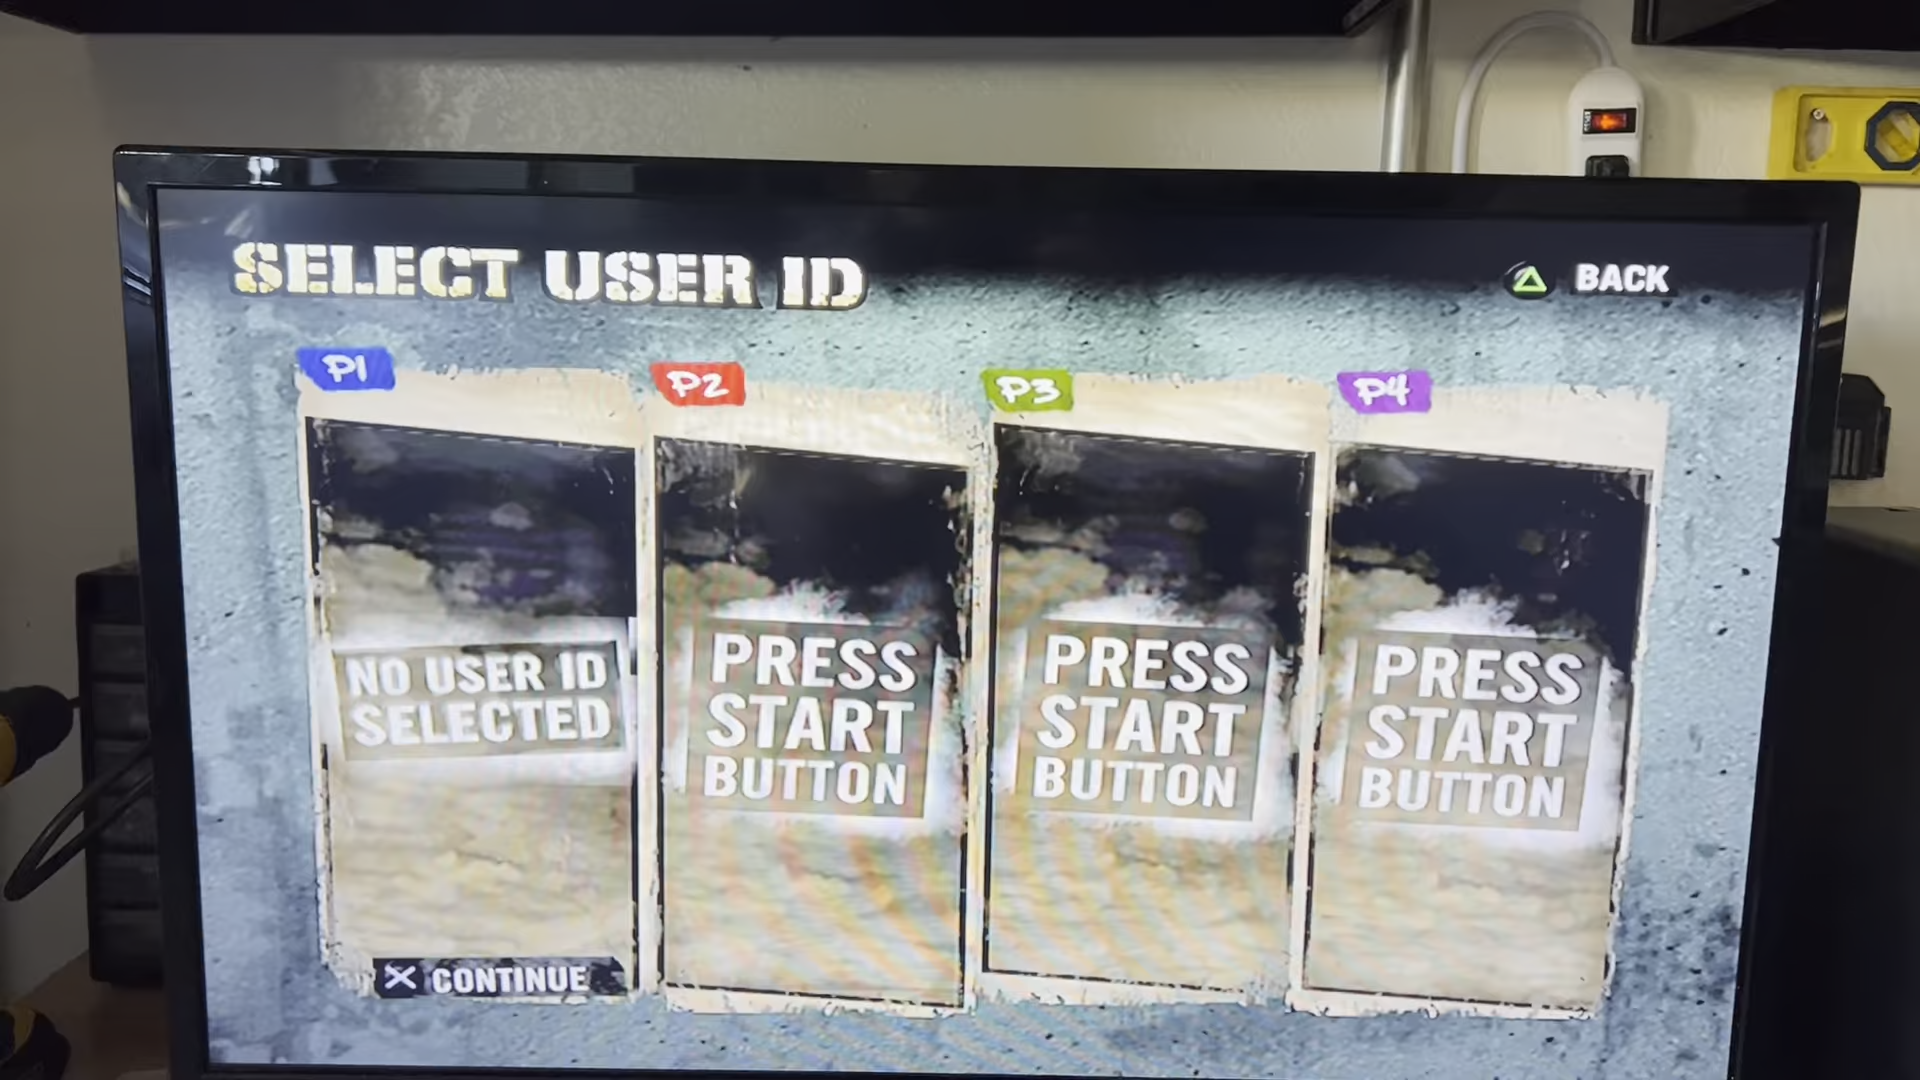 SELECT USER ID
BACK
P1
P2
P3
P4
NO USER ID
SELECTED
PRESS
START
BUTTON
PRESS
START
BUTTON
PRESS
START
BUTTON
CONTINUE